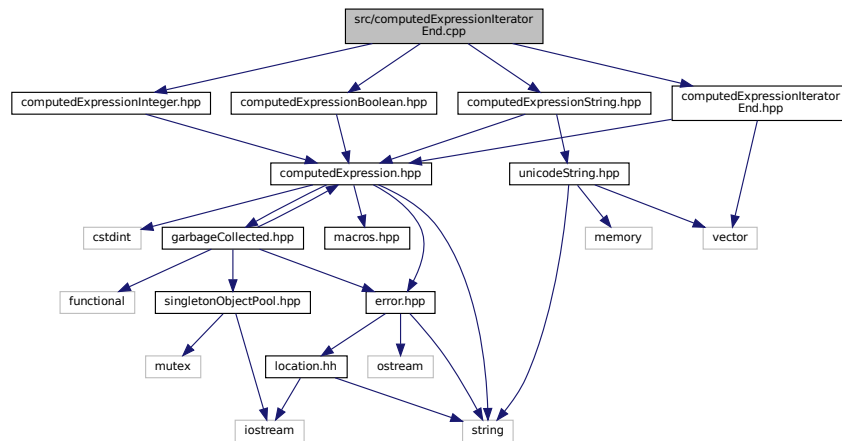 src/computedExpressionIterator
End.cpp
computedExpressionInteger.hpp
computedExpressionBoolean.hpp
computedExpressionString.hpp
computedExpressionIterator
End.hpp
computedExpression.hpp
unicodeString.hpp
cstdint
garbageCollected.hpp
macros.hpp
memory
vector
functional
singletonObjectPool.hpp
error.hpp
mutex
location.hh
ostream
iostream
string